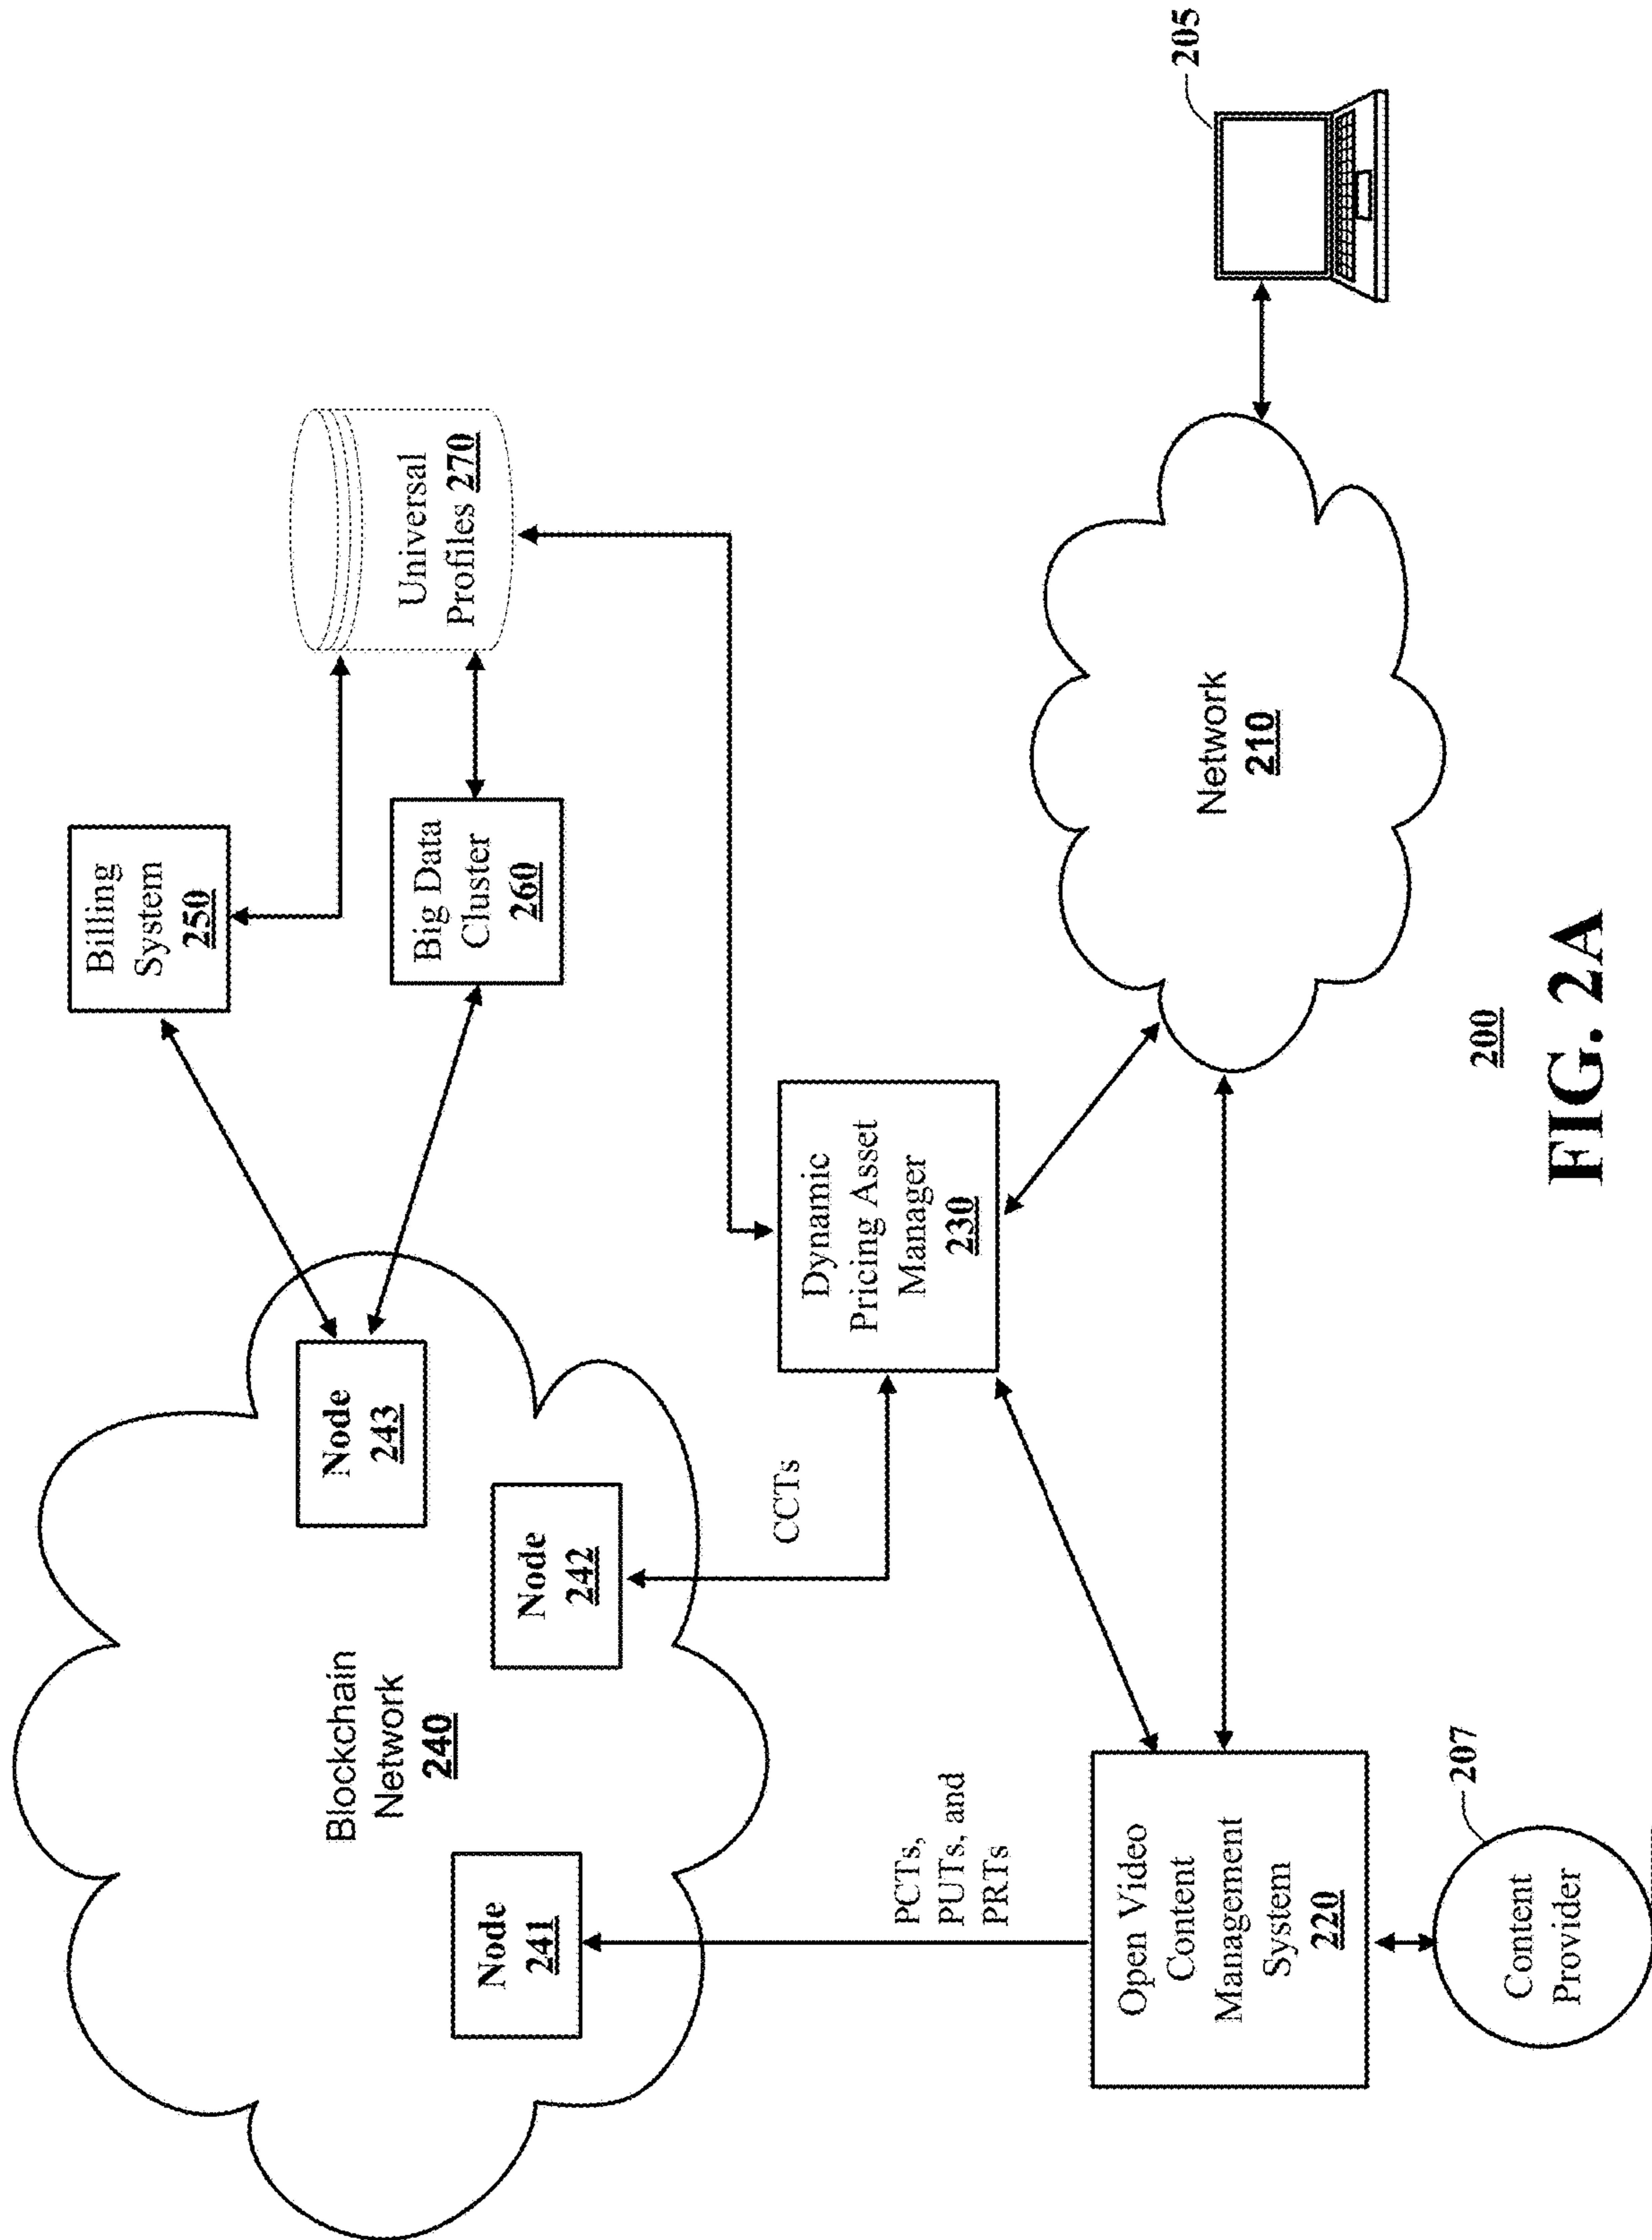 Blockchain
Network
240
Node
241
Node
242
Node
243
Billing
System
250
Big Data
Cluster
260
Universal
Profiles 270
PCTs,
PUTs, and
PRTs
CCTs
Dynamic
Pricing Asset
Manager
230
Open Video
Content
Management
System
220
Content
Provider
207
Network
210
205
200
FIG. 2A